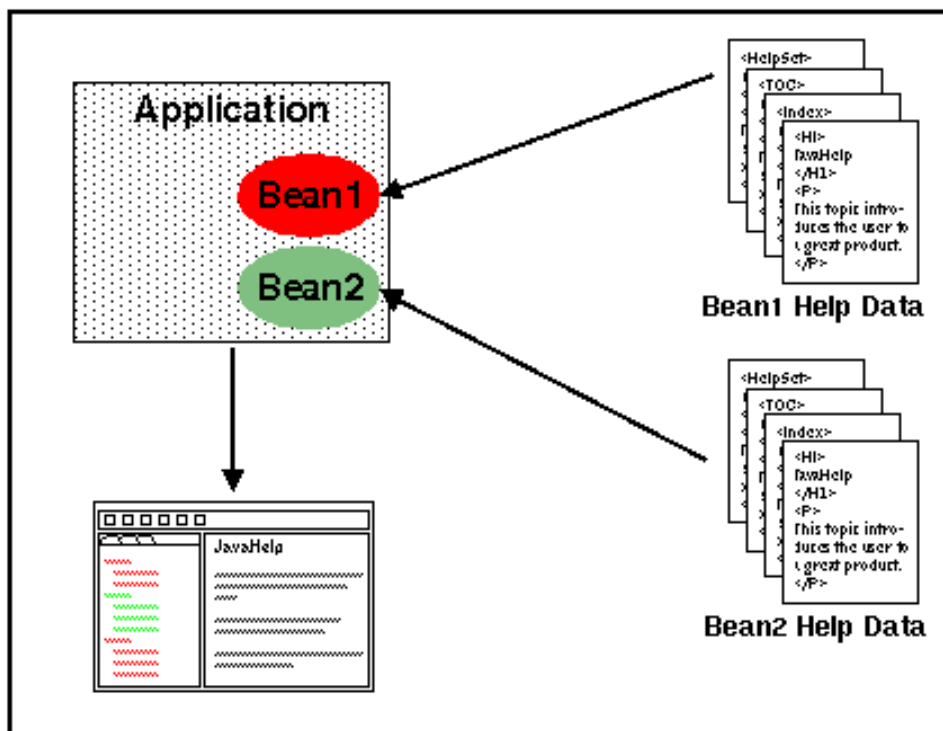 Application
Bean1
Bean2
<HelpSet>
<TOC>
<Index>
<H1>
JavaHelp
</H1>
<P>
This topic intro-
duces the user to
a great product.
</P>
Bean1 Help Data
<HelpSet>
<TOC>
<Index>
<H1>
JavaHelp
</H1>
<P>
This topic intro-
duces the user to
a great product.
</P>
Bean2 Help Data
JavaHelp